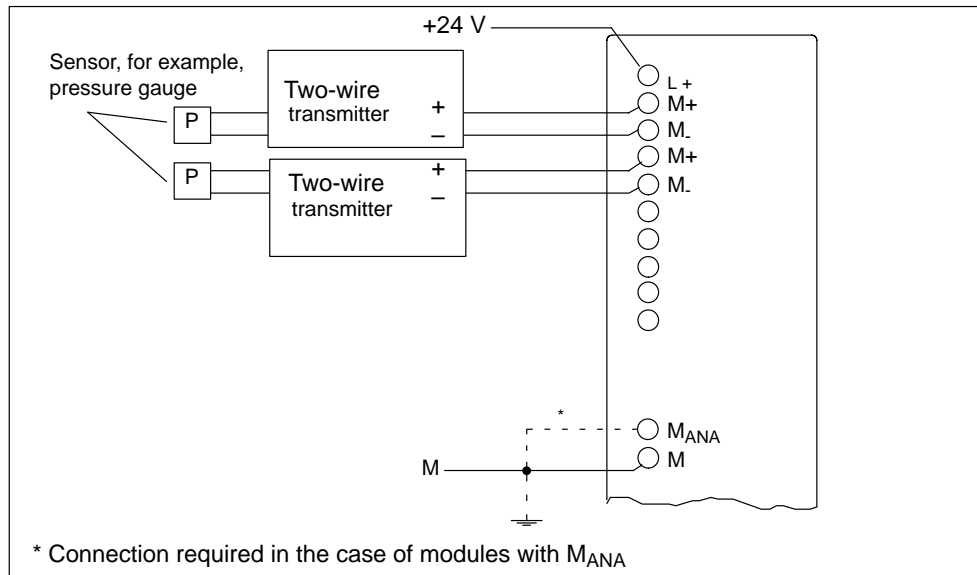 +24 V
Sensor, for example,
pressure gauge
P
Two-wire
transmitter
+
–
L +
M+
M-
P
Two-wire
transmitter
+
–
M+
M-
*
MANA
M
M
* Connection required in the case of modules with MANA